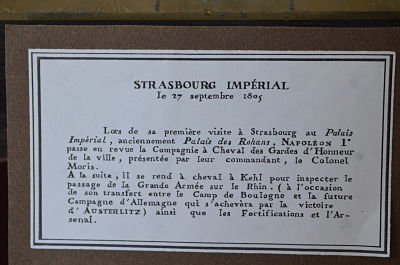 STRASBOURG IMPÉRIAL
le 27 septembre 1805
Lors de sa première visite à Strasbourg au Palais
Impérial, anciennement Palais des Rohans, NAPOLÉON Iᵉ
passe en revue la Compagnie à Cheval des Gardes d'Honneur
de la ville, présentée par leur commandant, le Colonel
Moris.
A la suite, il se rend à cheval à Kehl pour inspecter le
passage de la Grande Armée sur le Rhin. (à l'occasion
de son transfert entre le Camp de Boulogne et la future
Campagne d'Allemagne qui s'achèvera par la victoire
d'AUSTERLITZ) ainsi que les Fortifications et l'Ar-
senal.